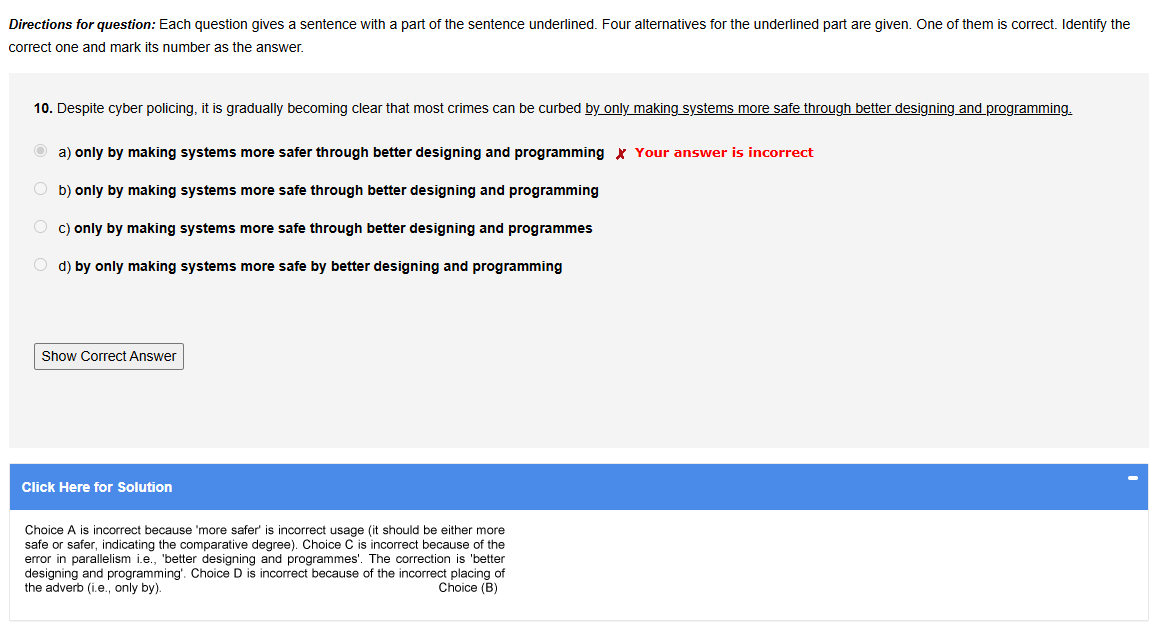 Directions for question: Each question gives a sentence with a part of the sentence underlined. Four alternatives for the underlined part are given. One of them is correct. Identify the
correct one and mark its number as the answer.
10. Despite cyber policing, it is gradually becoming clear that most crimes can be curbed by only making systems more safe through better designing and programming.
a) only by making systems more safer through better designing and programming ✗ Your answer is incorrect
b) only by making systems more safe through better designing and programming
c) only by making systems more safe through better designing and programmes
d) by only making systems more safe by better designing and programming
Show Correct Answer
Click Here for Solution
Choice A is incorrect because 'more safer' is incorrect usage (it should be either more
safe or safer, indicating the comparative degree). Choice C is incorrect because of the
error in parallelism i.e., 'better designing and programmes'. The correction is 'better
designing and programming'. Choice D is incorrect because of the incorrect placing of
the adverb (i.e., only by). Choice (B)